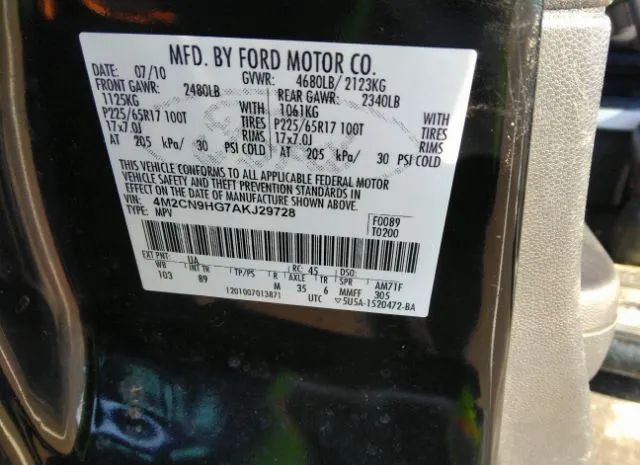 MFD. BY FORD MOTOR CO.
DATE: 07/10 GVWR: 4680LB/ 2123KG
FRONT GAWR: 2480LB REAR GAWR: 2340LB
1125KG WITH 1061KG WITH
P225/65R17 100T TIRES P225/65R17 100T TIRES
17x7.0J RIMS 17x7.0J RIMS
AT 205 kPa/ 30 PSI COLD AT 205 kPa/ 30 PSI COLD
THIS VEHICLE CONFORMS TO ALL APPLICABLE FEDERAL MOTOR
VEHICLE SAFETY AND THEFT PREVENTION STANDARDS IN
EFFECT ON THE DATE OF MANUFACTURE SHOWN ABOVE.
VIN: 4M2CN9HG7AKJ29728
TYPE: MPV
F0089
T0200
EXT PNT: UA RC: 45 DSO:
WB INT TR TP/PS R AXLE TR SPR AM71F
103 89 M 35 6 MMFF 305
1201007013871 UTC ▽5U5A-1520472-BA